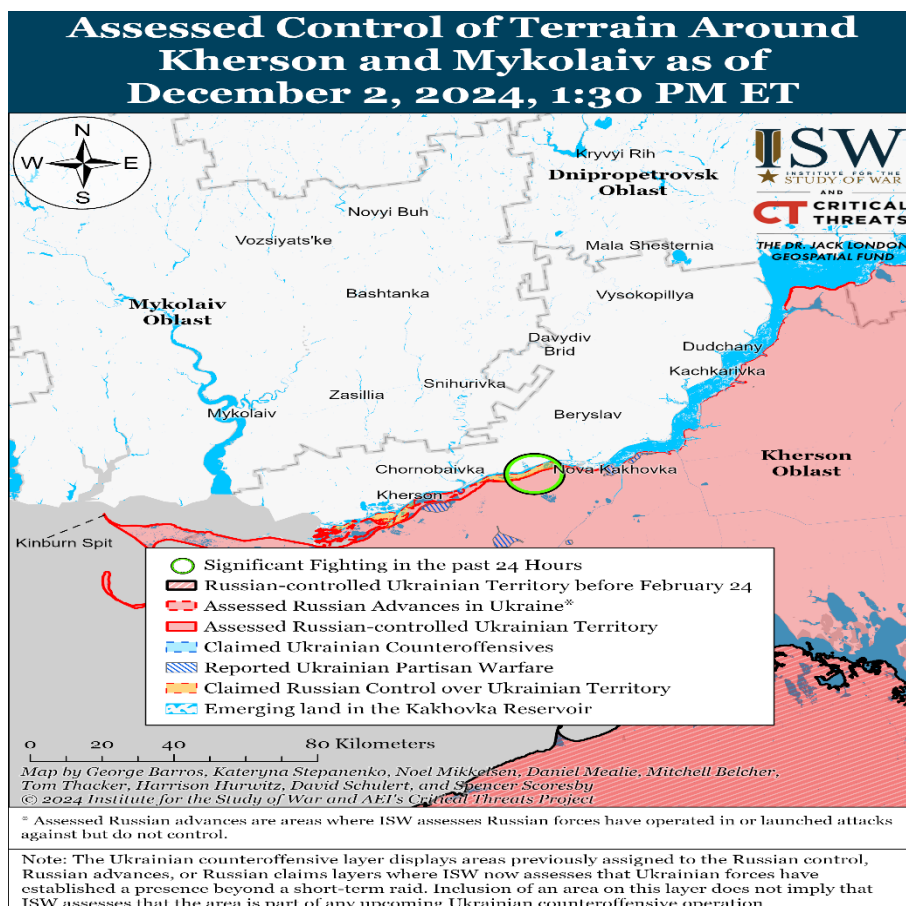 Assessed Control of Terrain Around
Kherson and Mykolaiv as of
December 2, 2024, 1:30 PM ET
N
W E
S
ISW
INSTITUTE FOR THE
STUDY OF WAR
AND
CT CRITICAL
THREATS
THE DR. JACK LONDON
GEOSPATIAL FUND
Kryvyi Rih
Dnipropetrovsk
Oblast
Novyi Buh
Vozsiyats'ke
Mala Shesternia
Bashtanka
Vysokopillya
Mykolaiv
Oblast
Davydiv
Brid
Dudchany
Kachkarivka
Snihurivka
Zasillia
Mykolaiv
Beryslav
Kherson
Oblast
Chornobaivka
Nova Kakhovka
Kherson
Kinburn Spit
Significant Fighting in the past 24 Hours
Russian-controlled Ukrainian Territory before February 24
Assessed Russian Advances in Ukraine*
Assessed Russian-controlled Ukrainian Territory
Claimed Ukrainian Counteroffensives
Reported Ukrainian Partisan Warfare
Claimed Russian Control over Ukrainian Territory
Emerging land in the Kakhovka Reservoir
0 20 40 80 Kilometers
Map by George Barros, Kateryna Stepanenko, Noel Mikkelsen, Daniel Mealie, Mitchell Belcher,
Tom Thacker, Harrison Hurwitz, David Schulert, and Spencer Scoresby
© 2024 Institute for the Study of War and AEI's Critical Threats Project
* Assessed Russian advances are areas where ISW assesses Russian forces have operated in or launched attacks
against but do not control.
Note: The Ukrainian counteroffensive layer displays areas previously assigned to the Russian control,
Russian advances, or Russian claims layers where ISW now assesses that Ukrainian forces have
established a presence beyond a short-term raid. Inclusion of an area on this layer does not imply that
ISW assesses that the area is part of any upcoming Ukrainian counteroffensive operation